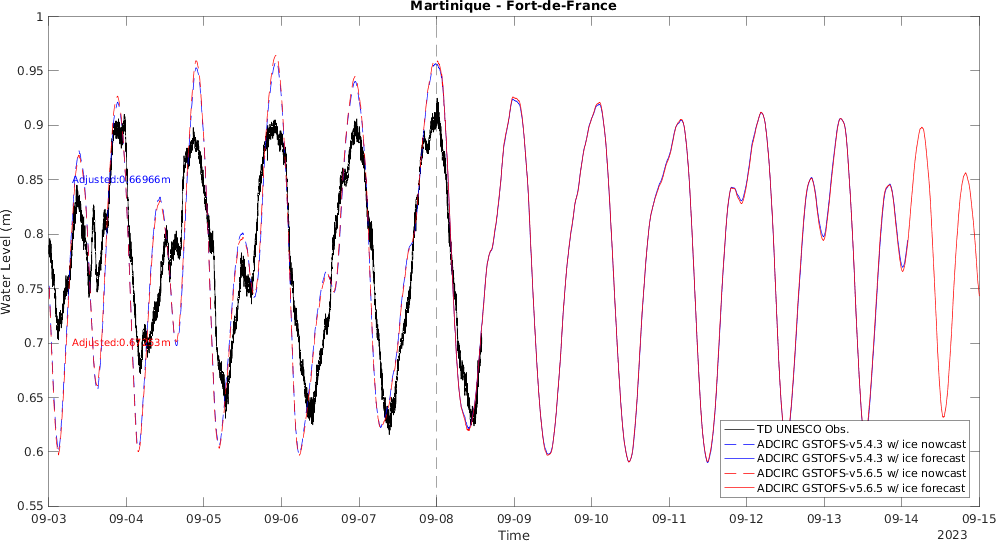 Martinique - Fort-de-France
1
0.95
0.9
0.85
0.8
0.75
0.7
0.65
0.6
0.55
Water Level (m)
Adjusted:0.66966m
TD UNESCO Obs.
ADCIRC GSTOFS-v5.4.3 w/ ice nowcast
ADCIRC GSTOFS-v5.4.3 w/ ice forecast
ADCIRC GSTOFS-v5.6.5 w/ ice nowcast
ADCIRC GSTOFS-v5.6.5 w/ ice forecast
09-03 09-04 09-05 09-06 09-07 09-08 09-09 09-10 09-11 09-12 09-13 09-14 09-15
Time
2023